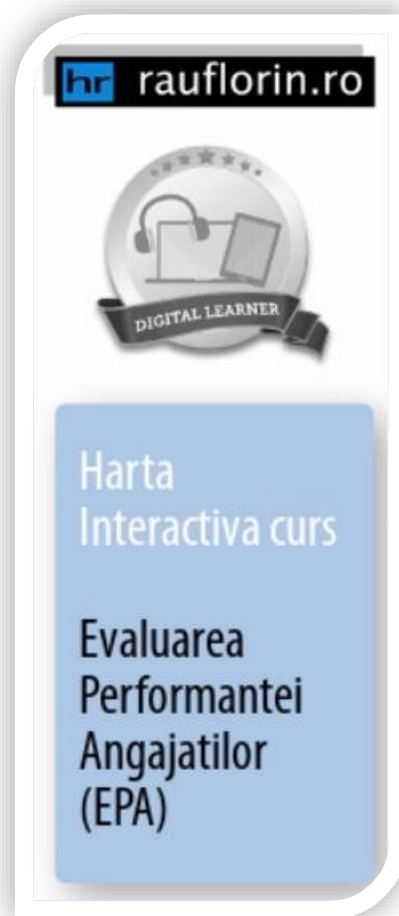 hr rauflorin.ro
DIGITAL LEARNER
Harta
Interactiva curs
Evaluarea
Performantei
Angajatilor
(EPA)